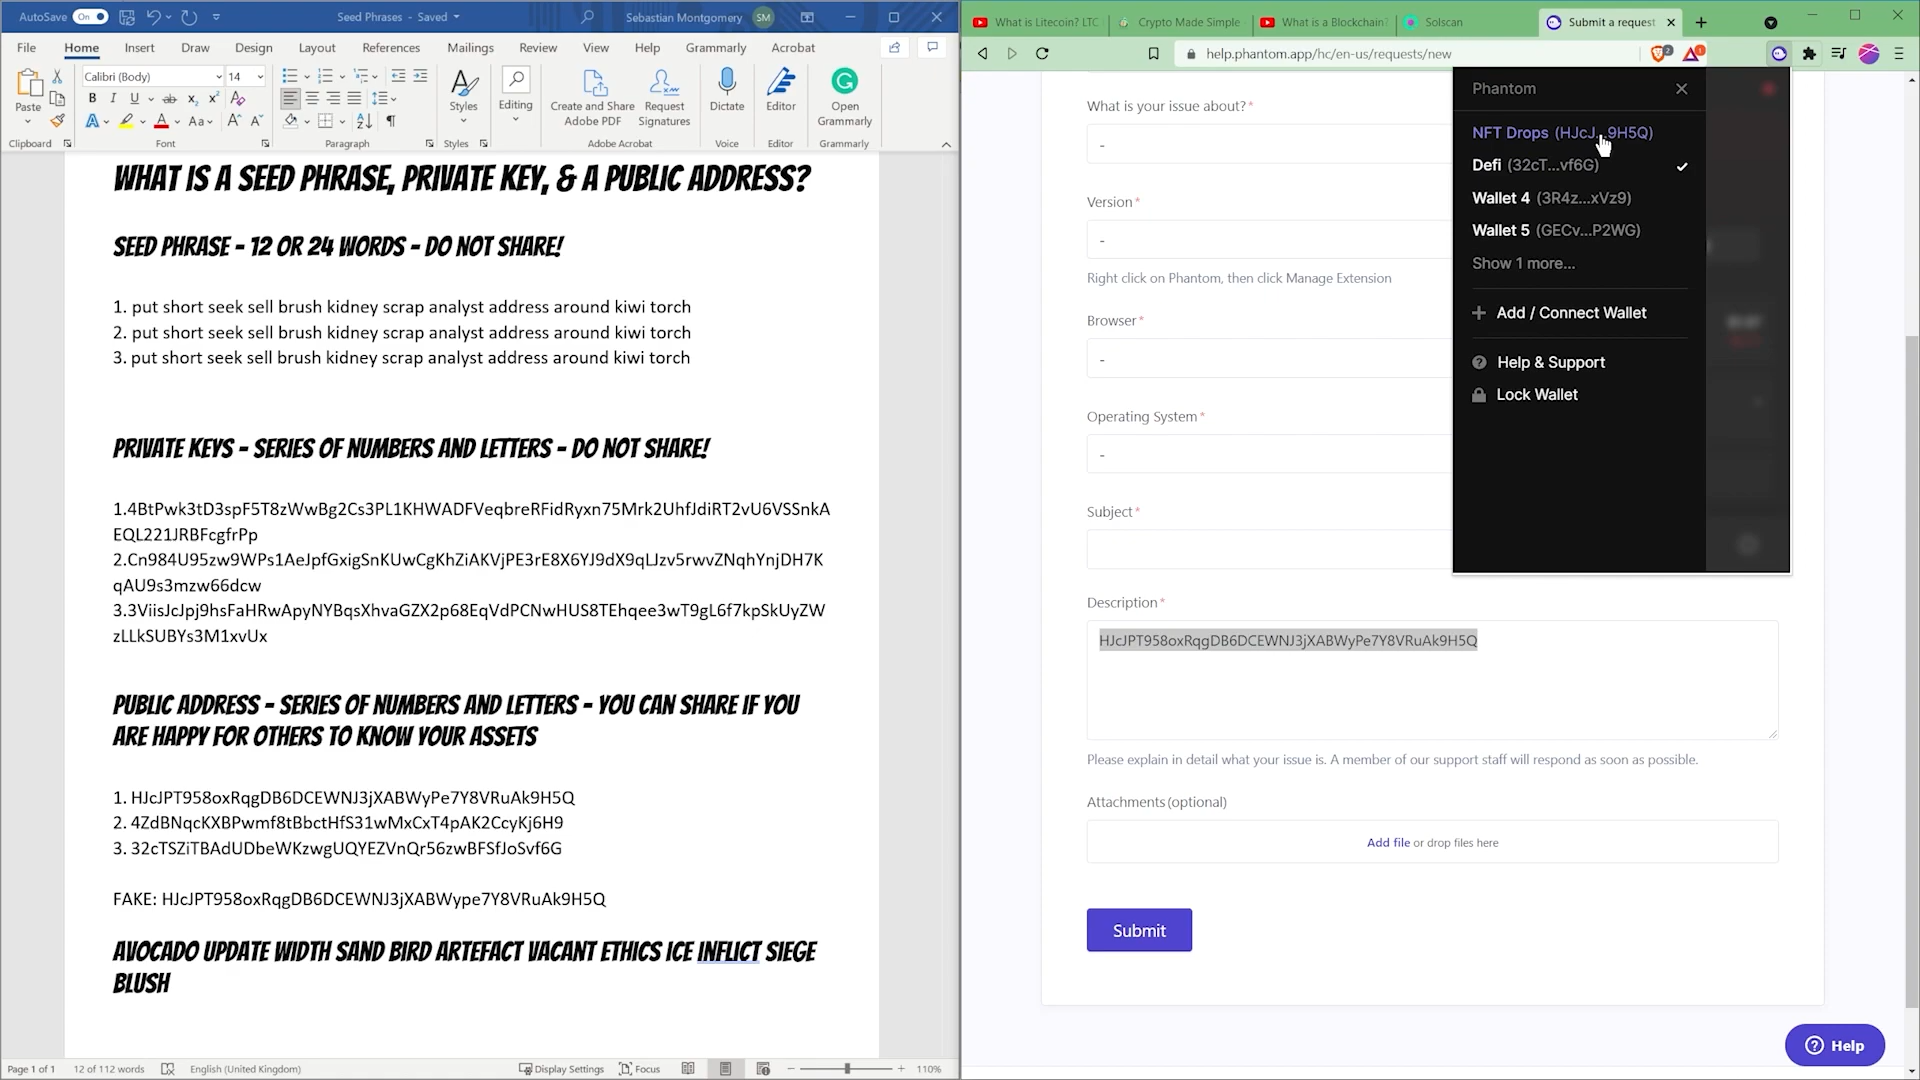 AutoSave On Seed Phrases - Saved Sebastian Montgomery SM
File Home Insert Draw Design Layout References Mailings Review View Help Grammarly Acrobat
Calibri (Body) 14
Paste Styles Editing Create and Share Adobe PDF Request Signatures Dictate Editor Open Grammarly
Clipboard Font Paragraph Styles Adobe Acrobat Voice Editor Grammarly
WHAT IS A SEED PHRASE, PRIVATE KEY, & A PUBLIC ADDRESS?
SEED PHRASE - 12 OR 24 WORDS - DO NOT SHARE!
1. put short seek sell brush kidney scrap analyst address around kiwi torch
2. put short seek sell brush kidney scrap analyst address around kiwi torch
3. put short seek sell brush kidney scrap analyst address around kiwi torch
PRIVATE KEYS - SERIES OF NUMBERS AND LETTERS - DO NOT SHARE!
1.4BtPwk3tD3spF5T8zWwBg2Cs3PL1KHWADFVeqbreRFidRyxn75Mrk2UhfJdiRT2vU6VSSnkA
EQL221JRBFcgfrPp
2.Cn984U95zw9WPs1AeJpfGxigSnKUwCgKhZiAKVjPE3rE8X6YJ9dX9qLJzv5rwvZNqhYnjDH7K
qAU9s3mzw66dcw
3.3ViisJcJpj9hsFaHRwApyNYBqsXhvaGZX2p68EqVdPCNwHUS8TEhqee3wT9gL6f7kpSkUyZW
zLLkSUBYs3M1xvUx
PUBLIC ADDRESS - SERIES OF NUMBERS AND LETTERS - YOU CAN SHARE IF YOU
ARE HAPPY FOR OTHERS TO KNOW YOUR ASSETS
1. HJcJPT958oxRqgDB6DCEWNJ3jXABWyPe7Y8VRuAk9H5Q
2. 4ZdBNqcKXBPwmf8tBbctHfS31wMxCxT4pAK2CcyKj6H9
3. 32cTSZiTBAdUDbeWKzwgUQYEZVnQr56zwBFSfJoSvf6G
FAKE: HJcJPT958oxRqgDB6DCEWNJ3jXABWype7Y8VRuAk9H5Q
AVOCADO UPDATE WIDTH SAND BIRD ARTEFACT VACANT ETHICS ICE INFLICT SIEGE
BLUSH
Page 1 of 1 12 of 112 words English (United Kingdom) Display Settings Focus 110%
What is Litecoin? LTC Crypto Made Simple What is a Blockchain? Solscan Submit a request
help.phantom.app/hc/en-us/requests/new
What is your issue about?*
-
Version*
-
Right click on Phantom, then click Manage Extension
Browser*
-
Operating System*
-
Subject*
Description*
HJcJPT958oxRqgDB6DCEWNJ3jXABWyPe7Y8VRuAk9H5Q
Please explain in detail what your issue is. A member of our support staff will respond as soon as possible.
Attachments (optional)
Add file or drop files here
Submit
Help
Phantom
NFT Drops (HJcJ...9H5Q)
Defi (32cT...vf6G)
Wallet 4 (3R4z...xVz9)
Wallet 5 (GECv...P2WG)
Show 1 more...
Add / Connect Wallet
Help & Support
Lock Wallet